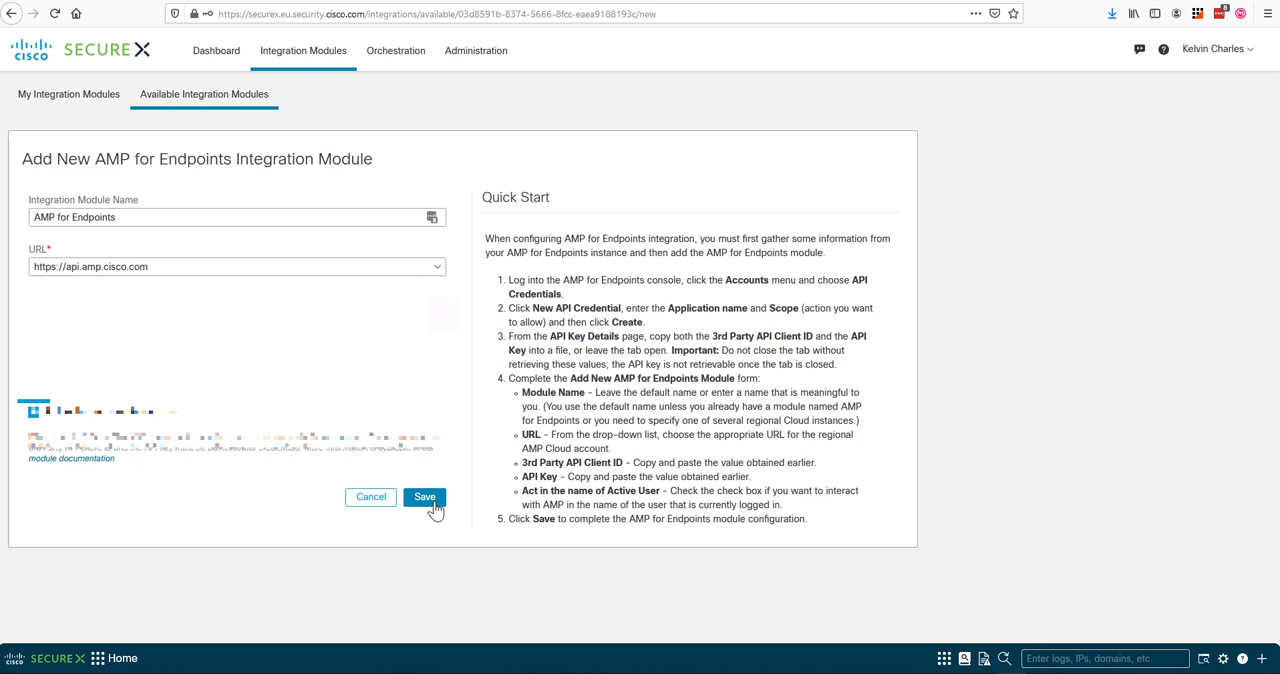 https://securex.eu.security.cisco.com/integrations/available/03d8591b-8374-5666-8fcc-eaea9188193c/new
8
CISCO SECURE X
Dashboard
Integration Modules
Orchestration
Administration
Kelvin Charles
My Integration Modules
Available Integration Modules
Add New AMP for Endpoints Integration Module
Integration Module Name
AMP for Endpoints
URL*
https://api.amp.cisco.com
module documentation
Cancel
Save
Quick Start
When configuring AMP for Endpoints integration, you must first gather some information from
your AMP for Endpoints instance and then add the AMP for Endpoints module.
1. Log into the AMP for Endpoints console, click the Accounts menu and choose API
Credentials.
2. Click New API Credential, enter the Application name and Scope (action you want
to allow) and then click Create.
3. From the API Key Details page, copy both the 3rd Party API Client ID and the API
Key into a file, or leave the tab open. Important: Do not close the tab without
retrieving these values; the API key is not retrievable once the tab is closed.
4. Complete the Add New AMP for Endpoints Module form:
Module Name - Leave the default name or enter a name that is meaningful to
you. (You use the default name unless you already have a module named AMP
for Endpoints or you need to specify one of several regional Cloud instances.)
URL - From the drop-down list, choose the appropriate URL for the regional
AMP Cloud account.
3rd Party API Client ID - Copy and paste the value obtained earlier.
API Key - Copy and paste the value obtained earlier.
Act in the name of Active User - Check the check box if you want to interact
with AMP in the name of the user that is currently logged in.
5. Click Save to complete the AMP for Endpoints module configuration.
CISCO SECURE X Home
Enter logs, IPs, domains, etc.